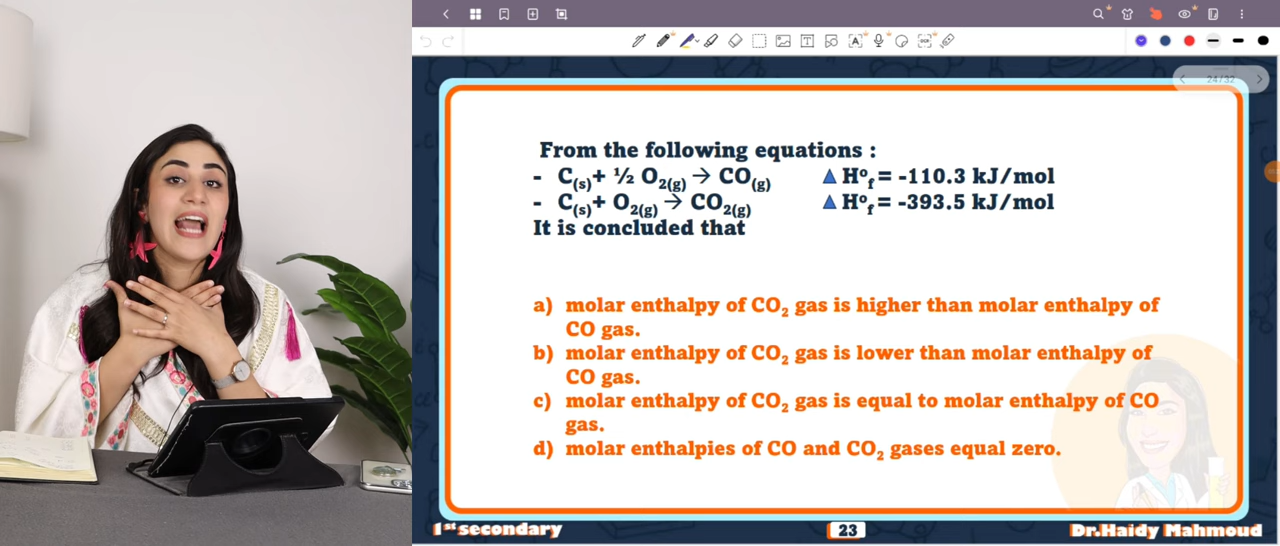 24/32
From the following equations :
- C(s)+ ½ O2(g) → CO(g) ▲ Hºf = -110.3 kJ/mol
- C(s)+ O2(g) → CO2(g) ▲ Hºf = -393.5 kJ/mol
It is concluded that
a) molar enthalpy of CO2 gas is higher than molar enthalpy of
CO gas.
b) molar enthalpy of CO2 gas is lower than molar enthalpy of
CO gas.
c) molar enthalpy of CO2 gas is equal to molar enthalpy of CO
gas.
d) molar enthalpies of CO and CO2 gases equal zero.
1st secondary 23 Dr.Haidy Mahmoud